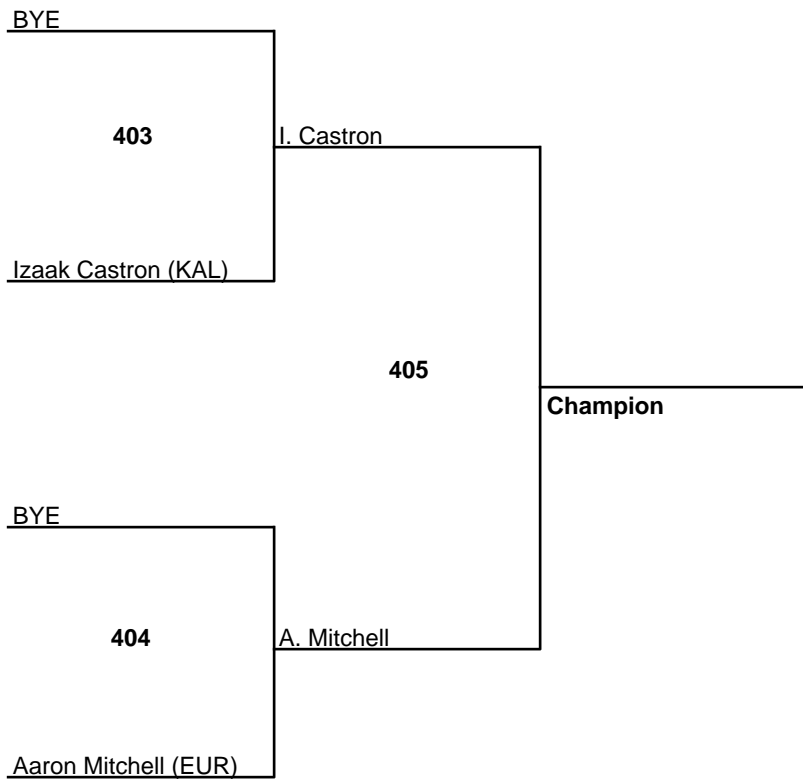 BYE
403
I. Castron
Izaak Castron (KAL)
405
Champion
BYE
404
A. Mitchell
Aaron Mitchell (EUR)